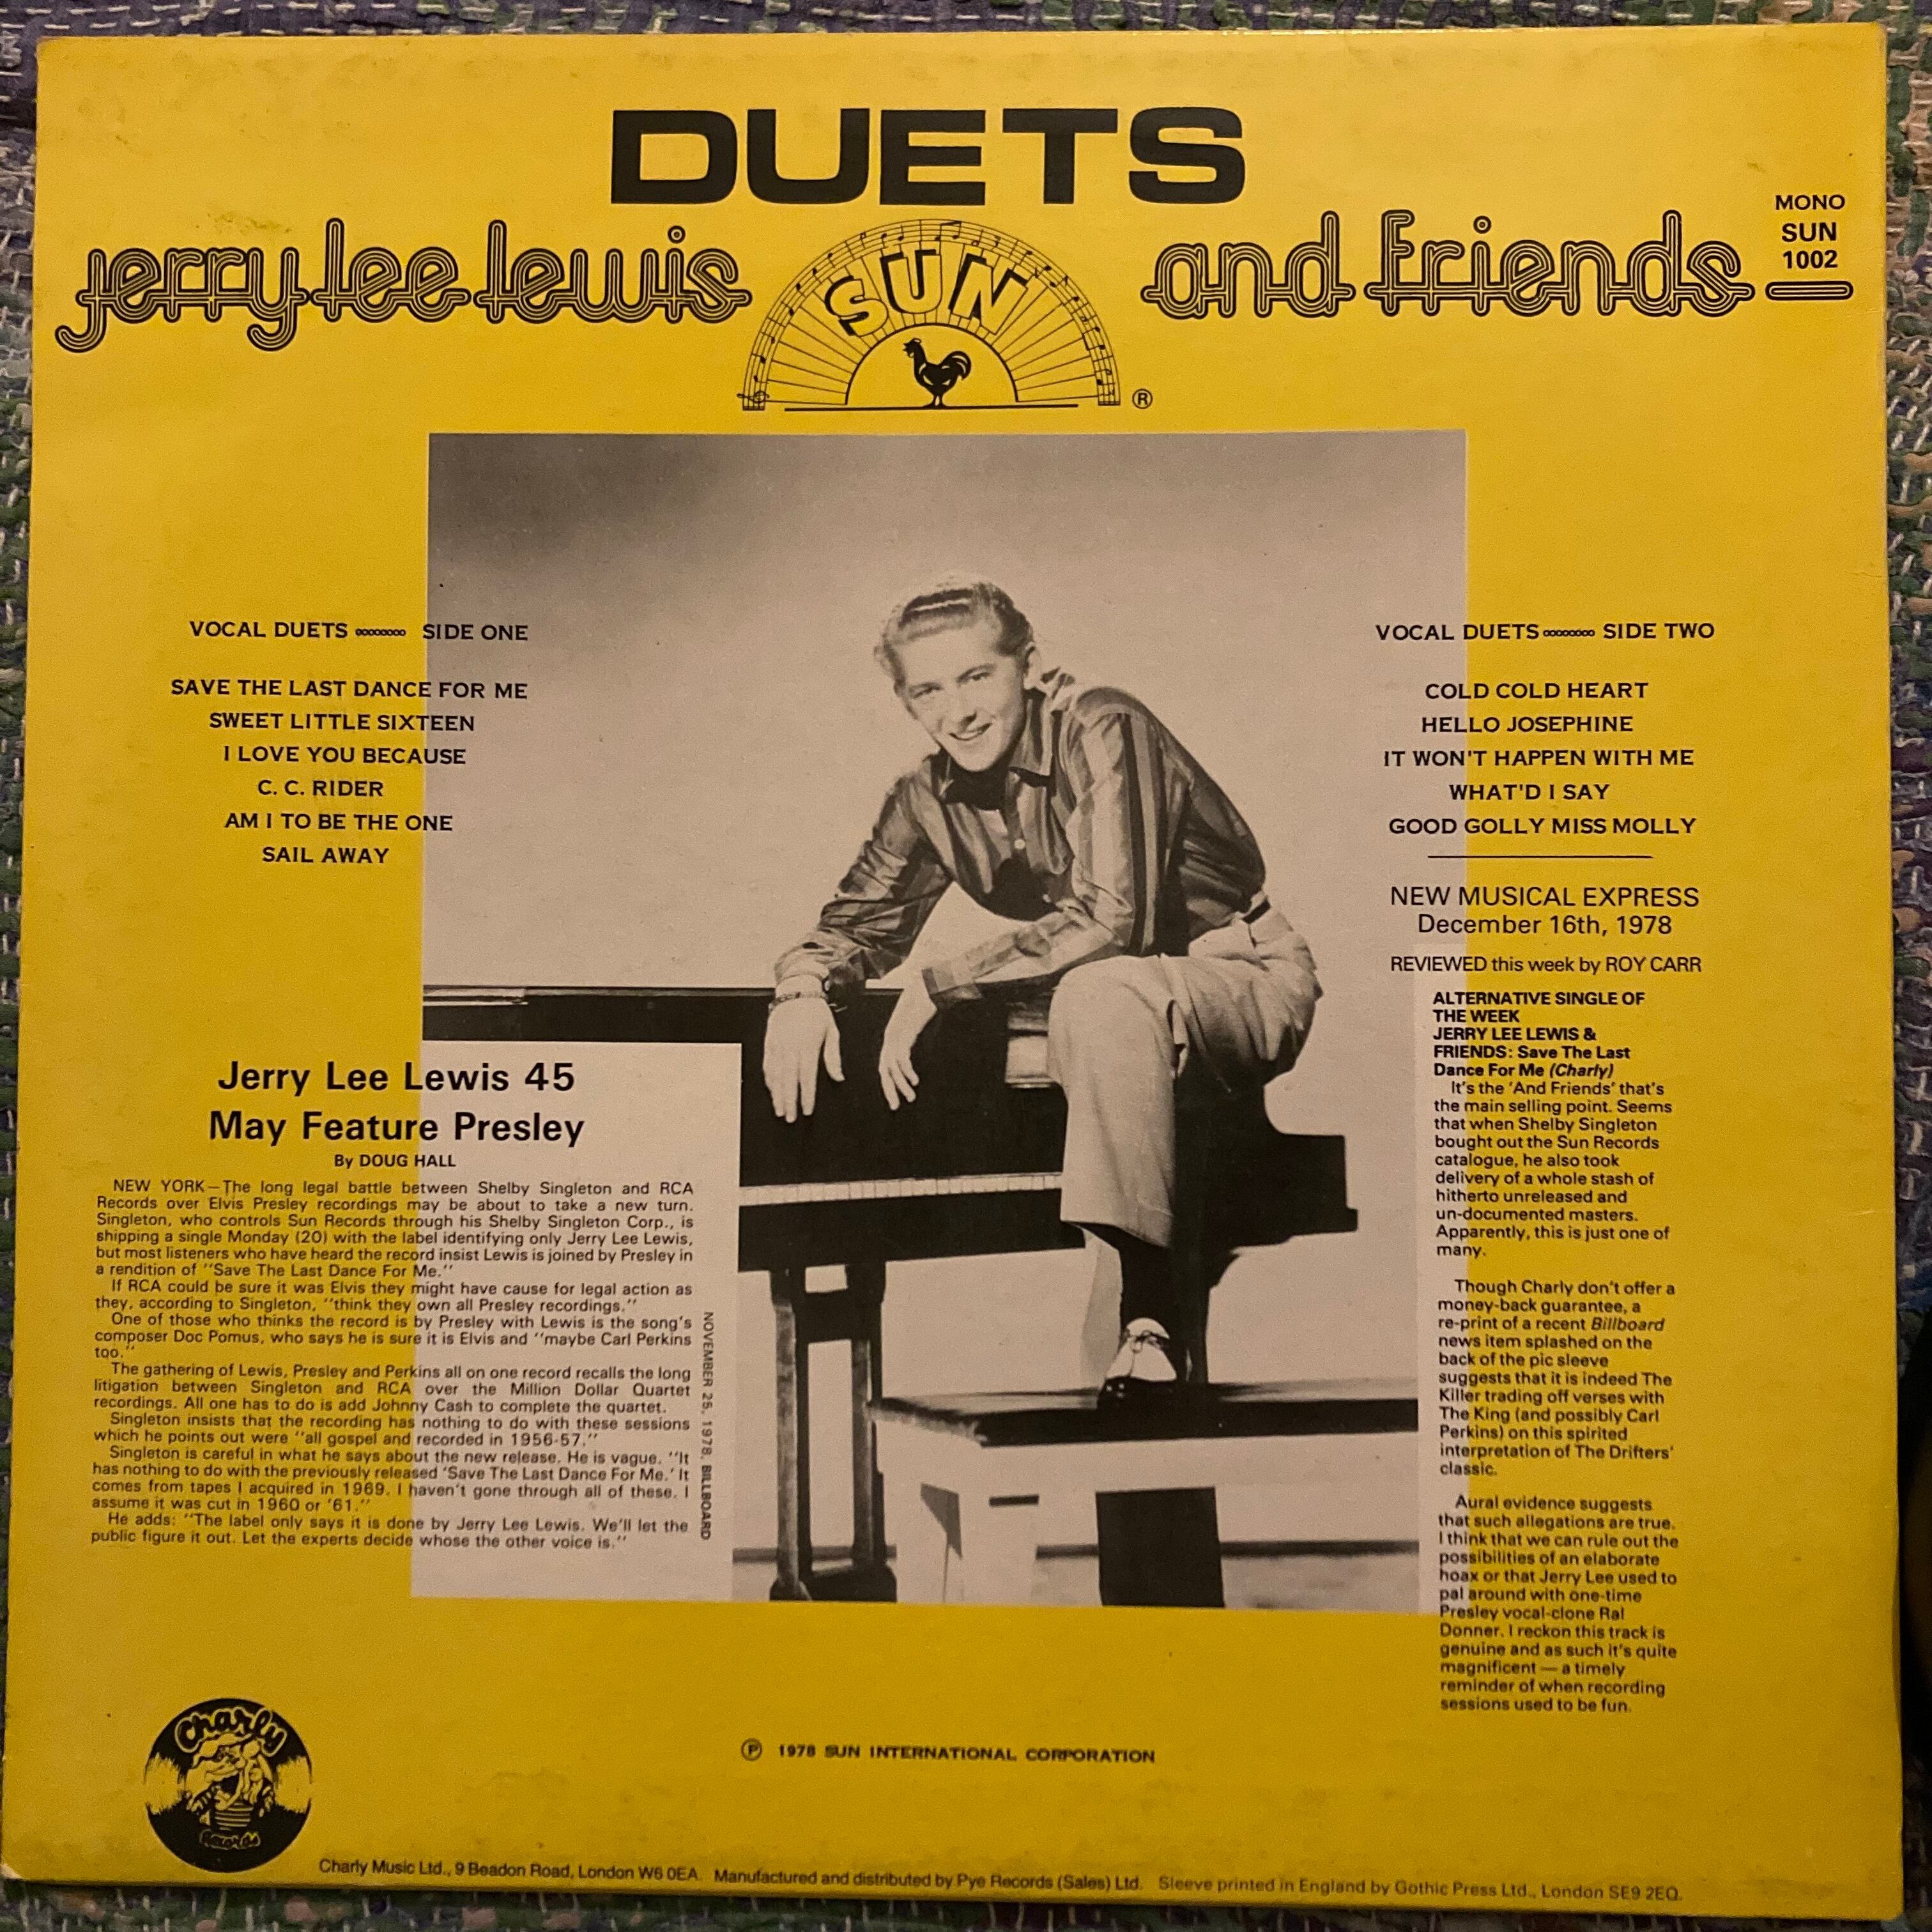 DUETS
jerry lee lewis SUN and friends
®
MONO
SUN
1002
VOCAL DUETS SIDE ONE
SAVE THE LAST DANCE FOR ME
SWEET LITTLE SIXTEEN
I LOVE YOU BECAUSE
C. C. RIDER
AM I TO BE THE ONE
SAIL AWAY
VOCAL DUETS SIDE TWO
COLD COLD HEART
HELLO JOSEPHINE
IT WON'T HAPPEN WITH ME
WHAT'D I SAY
GOOD GOLLY MISS MOLLY
Jerry Lee Lewis 45
May Feature Presley
By DOUG HALL
NEW YORK—The long legal battle between Shelby Singleton and RCA
Records over Elvis Presley recordings may be about to take a new turn.
Singleton, who controls Sun Records through his Shelby Singleton Corp., is
shipping a single Monday (20) with the label identifying only Jerry Lee Lewis,
but most listeners who have heard the record insist Lewis is joined by Presley in
a rendition of "Save The Last Dance For Me."
If RCA could be sure it was Elvis they might have cause for legal action as
they, according to Singleton, "think they own all Presley recordings."
One of those who thinks the record is by Presley with Lewis is the song's
composer Doc Pomus, who says he is sure it is Elvis and "maybe Carl Perkins
too."
The gathering of Lewis, Presley and Perkins all on one record recalls the long
litigation between Singleton and RCA over the Million Dollar Quartet
recordings. All one has to do is add Johnny Cash to complete the quartet.
Singleton insists that the recording has nothing to do with these sessions
which he points out were "all gospel and recorded in 1956-57."
Singleton is careful in what he says about the new release. He is vague. "It
has nothing to do with the previously released 'Save The Last Dance For Me.' It
comes from tapes I acquired in 1969. I haven't gone through all of these. I
assume it was cut in 1960 or '61."
He adds: "The label only says it is done by Jerry Lee Lewis. We'll let the
public figure it out. Let the experts decide whose the other voice is."
NOVEMBER 25, 1978, BILLBOARD
NEW MUSICAL EXPRESS
December 16th, 1978
REVIEWED this week by ROY CARR
ALTERNATIVE SINGLE OF
THE WEEK
JERRY LEE LEWIS &
FRIENDS: Save The Last
Dance For Me (Charly)
It's the 'And Friends' that's
the main selling point. Seems
that when Shelby Singleton
bought out the Sun Records
catalogue, he also took
delivery of a whole stash of
hitherto unreleased and
un-documented masters.
Apparently, this is just one of
many.
Though Charly don't offer a
money-back guarantee, a
re-print of a recent Billboard
news item splashed on the
back of the pic sleeve
suggests that it is indeed The
Killer trading off verses with
The King (and possibly Carl
Perkins) on this spirited
interpretation of The Drifters'
classic.
Aural evidence suggests
that such allegations are true.
I think that we can rule out the
possibilities of an elaborate
hoax or that Jerry Lee used to
pal around with one-time
Presley vocal-clone Ral
Donner. I reckon this track is
genuine and as such it's quite
magnificent — a timely
reminder of when recording
sessions used to be fun.
Charly
Records
Ⓟ 1978 SUN INTERNATIONAL CORPORATION
Charly Music Ltd., 9 Beadon Road, London W6 0EA. Manufactured and distributed by Pye Records (Sales) Ltd. Sleeve printed in England by Gothic Press Ltd., London SE9 2EQ.